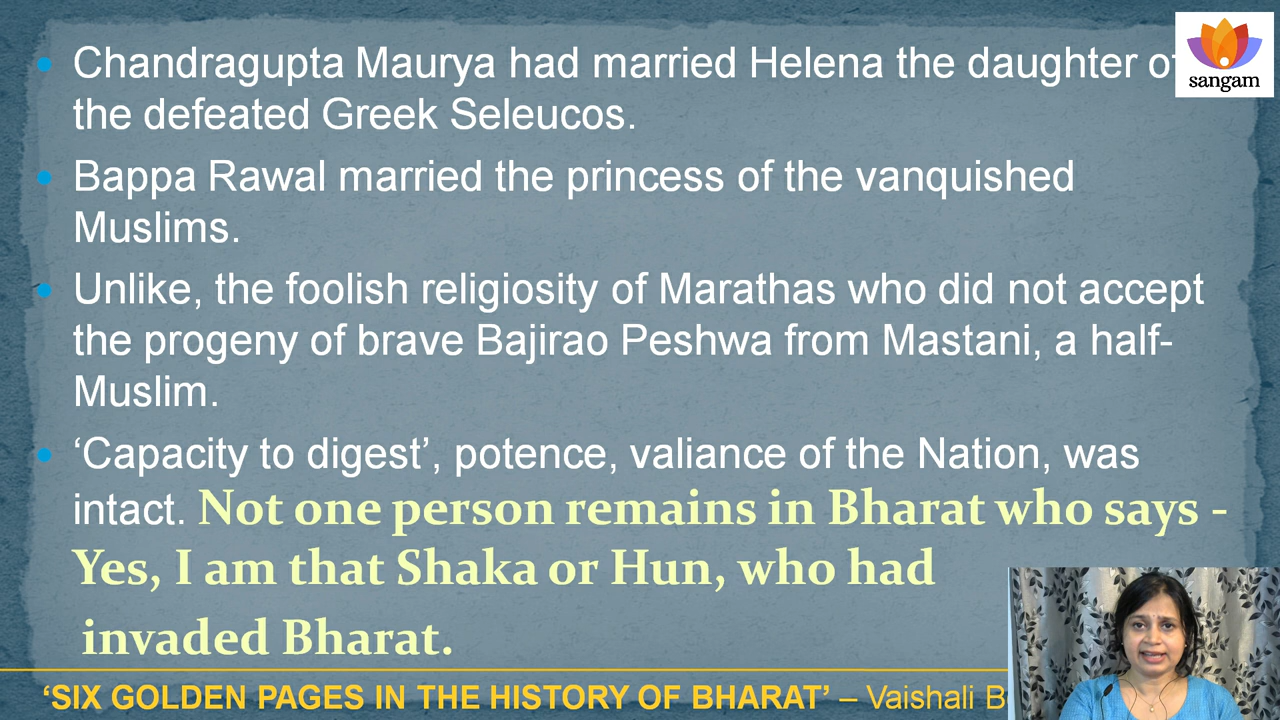 Chandragupta Maurya had married Helena the daughter of
the defeated Greek Seleucos.
Bappa Rawal married the princess of the vanquished
Muslims.
Unlike, the foolish religiosity of Marathas who did not accept
the progeny of brave Bajirao Peshwa from Mastani, a half-
Muslim.
‘Capacity to digest’, potence, valiance of the Nation, was
intact. Not one person remains in Bharat who says -
Yes, I am that Shaka or Hun, who had
invaded Bharat.
‘SIX GOLDEN PAGES IN THE HISTORY OF BHARAT’ – Vaishali
sangam